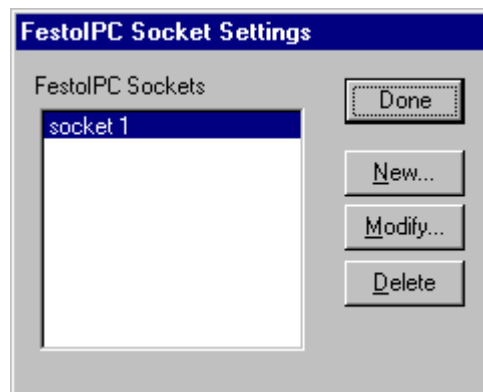 FestoIPC Socket Settings
FestoIPC Sockets
socket 1
Done
New...
Modify...
Delete